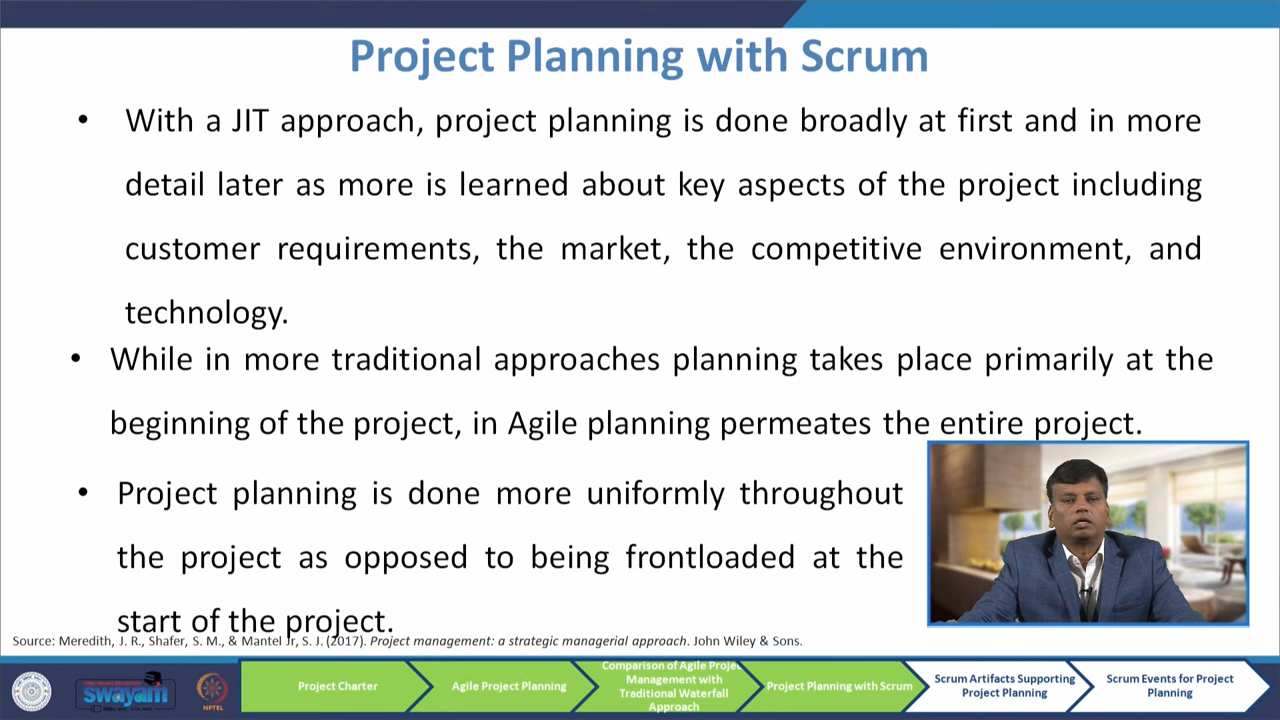 Project Planning with Scrum
• With a JIT approach, project planning is done broadly at first and in more
detail later as more is learned about key aspects of the project including
customer requirements, the market, the competitive environment, and
technology.
• While in more traditional approaches planning takes place primarily at the
beginning of the project, in Agile planning permeates the entire project.
• Project planning is done more uniformly throughout
the project as opposed to being frontloaded at the
start of the project.
Source: Meredith, J. R., Shafer, S. M., & Mantel Jr, S. J. (2017). Project management: a strategic managerial approach. John Wiley & Sons.
swayam
NPTEL
Project Charter
Agile Project Planning
Comparison of Agile Proje
Management with
Traditional Waterfall
Approach
Project Planning with Scrum
Scrum Artifacts Supporting
Project Planning
Scrum Events for Project
Planning